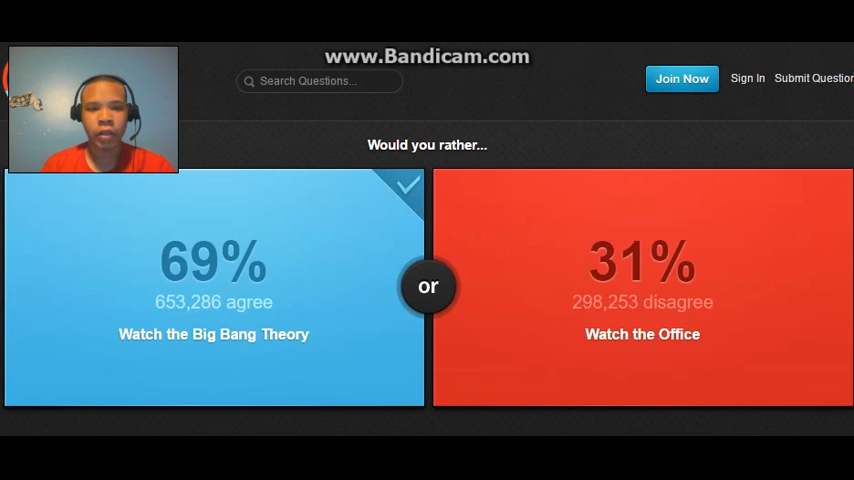 www.Bandicam.com
Search Questions...
Join Now
Sign In
Submit Question
Would you rather...
69%
653,286 agree
Watch the Big Bang Theory
or
31%
298,253 disagree
Watch the Office